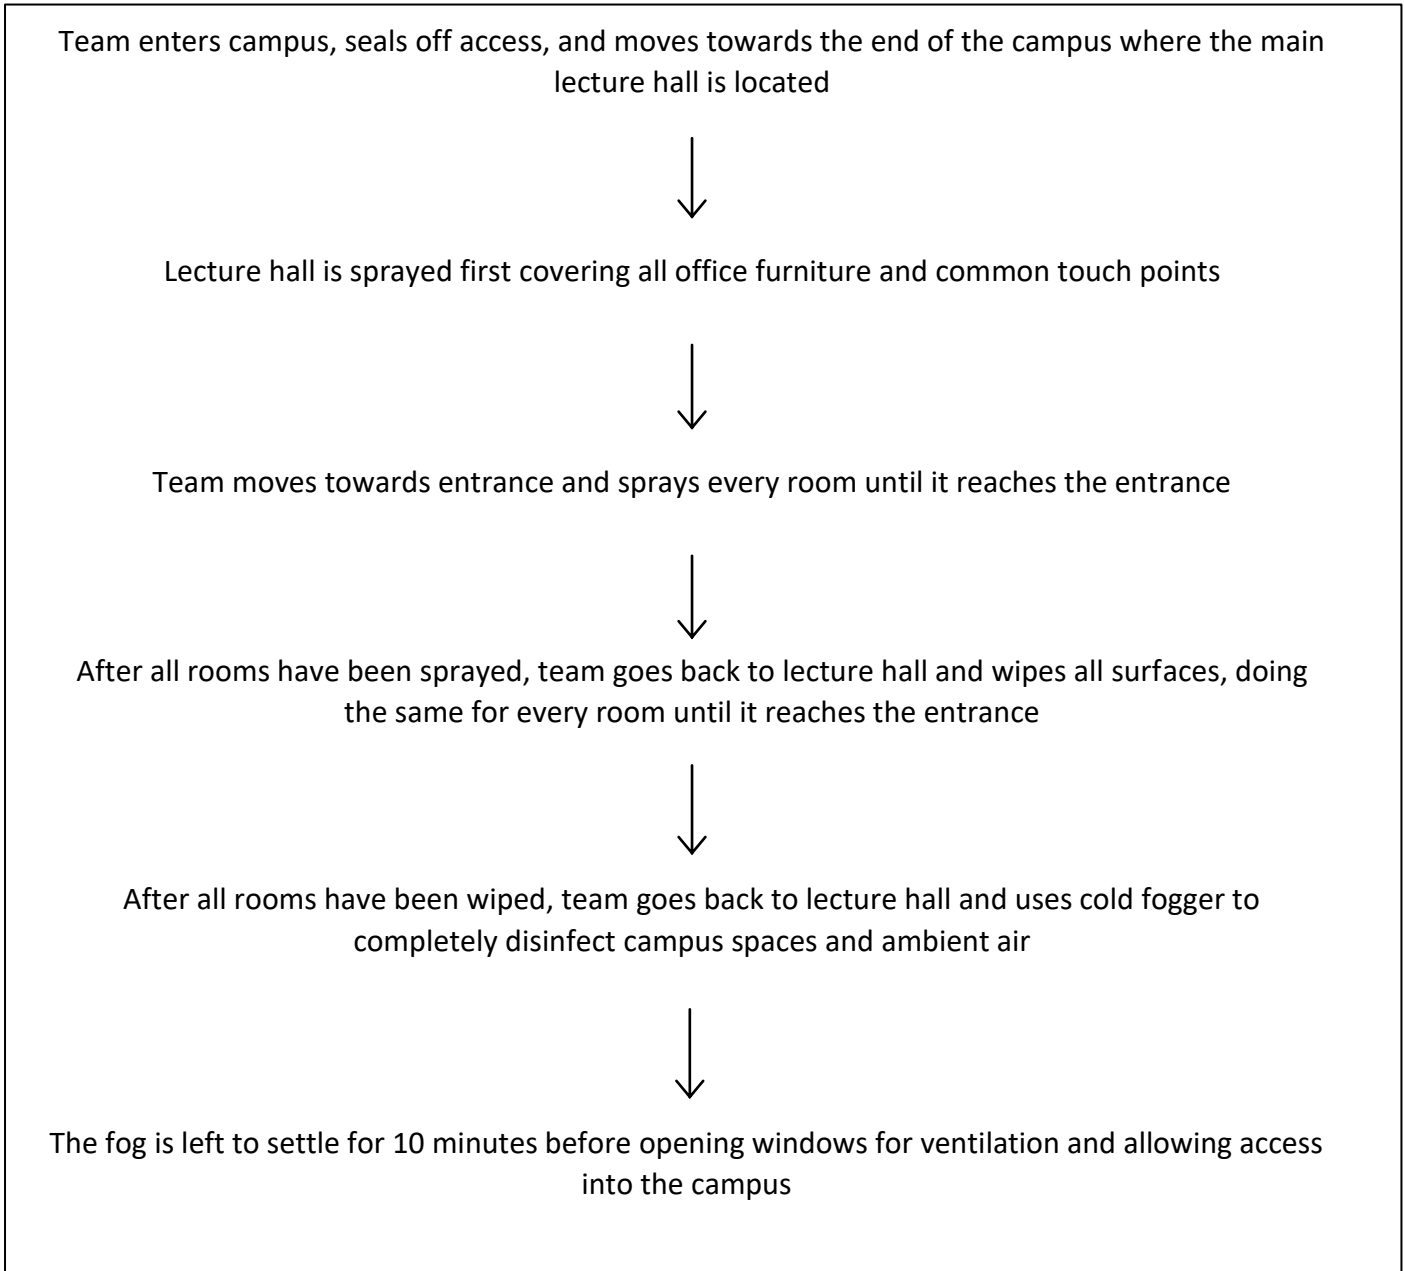 Team enters campus, seals off access, and moves towards the end of the campus where the main
lecture hall is located
Lecture hall is sprayed first covering all office furniture and common touch points
Team moves towards entrance and sprays every room until it reaches the entrance
After all rooms have been sprayed, team goes back to lecture hall and wipes all surfaces, doing
the same for every room until it reaches the entrance
After all rooms have been wiped, team goes back to lecture hall and uses cold fogger to
completely disinfect campus spaces and ambient air
The fog is left to settle for 10 minutes before opening windows for ventilation and allowing access
into the campus